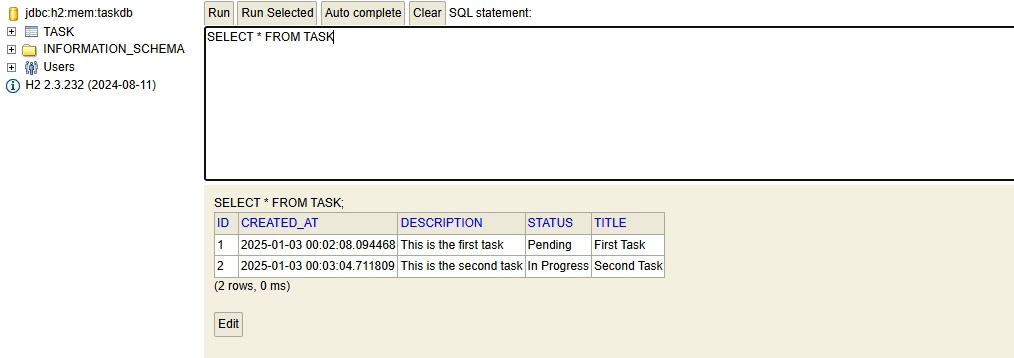 jdbc:h2:mem:taskdb
TASK
INFORMATION_SCHEMA
Users
H2 2.3.232 (2024-08-11)
Run Run Selected Auto complete Clear SQL statement:
SELECT * FROM TASK
SELECT * FROM TASK;
ID CREATED_AT DESCRIPTION STATUS TITLE
1 2025-01-03 00:02:08.094468 This is the first task Pending First Task
2 2025-01-03 00:03:04.711809 This is the second task In Progress Second Task
(2 rows, 0 ms)
Edit